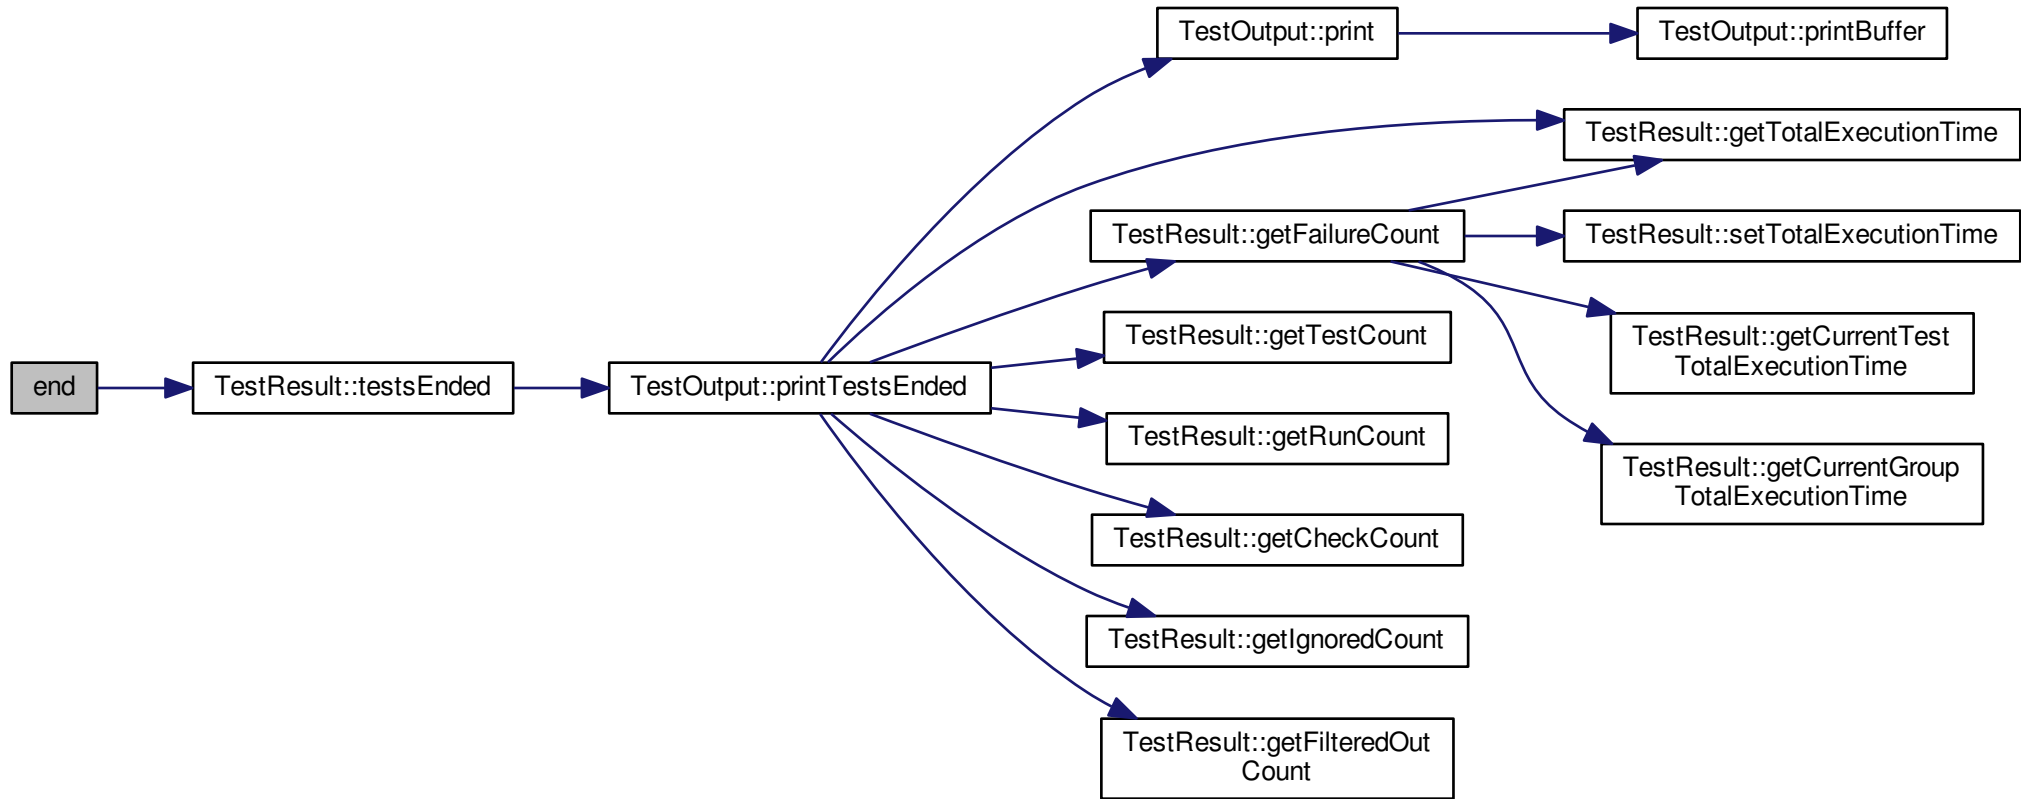 TestOutput::print
TestOutput::printBuffer
TestResult::getTotalExecutionTime
TestResult::getFailureCount
TestResult::setTotalExecutionTime
TestResult::getTestCount
TestResult::getCurrentTest
TotalExecutionTime
end
TestResult::testsEnded
TestOutput::printTestsEnded
TestResult::getRunCount
TestResult::getCurrentGroup
TotalExecutionTime
TestResult::getCheckCount
TestResult::getIgnoredCount
TestResult::getFilteredOut
Count